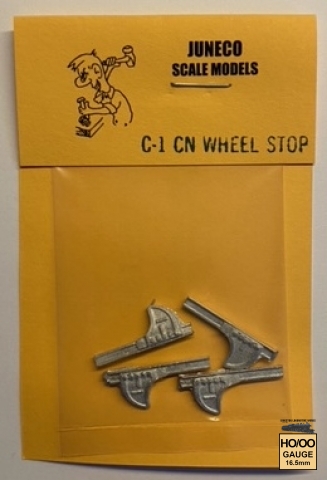 JUNECO
SCALE MODELS
C-1 CN WHEEL STOP
HO/OO
GAUGE
16.5mm